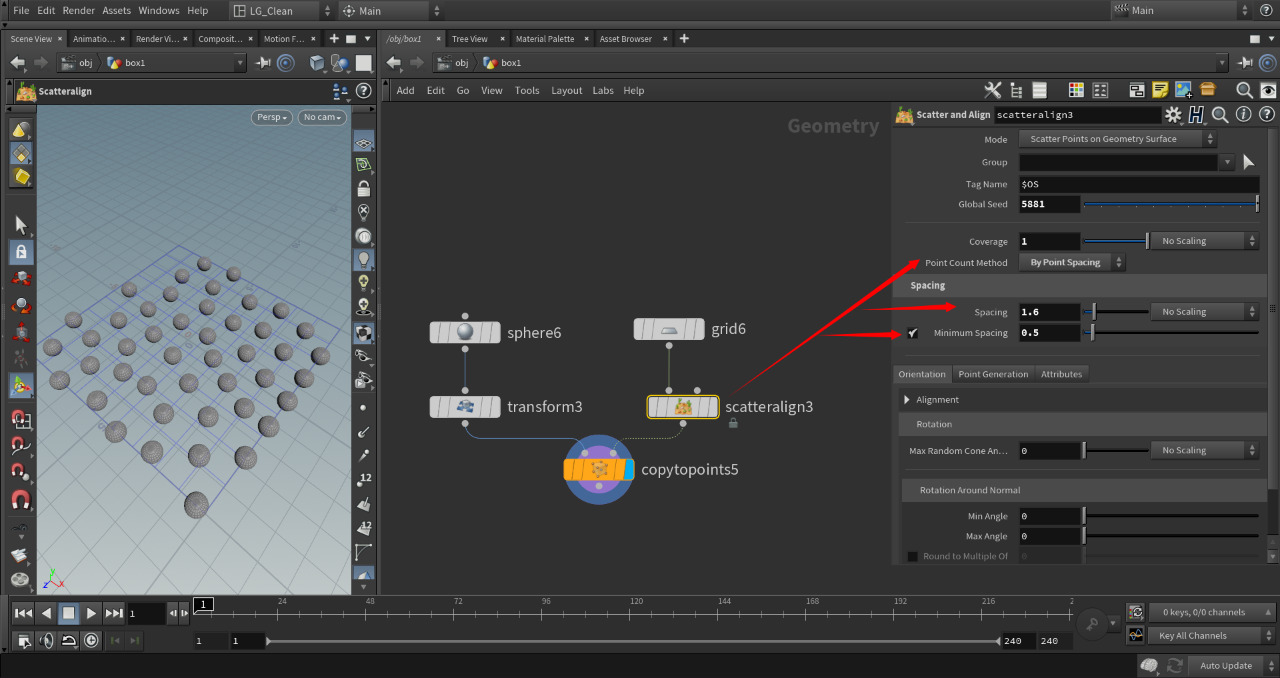 File Edit Render Assets Windows Help LG_Clean Main Main
Scene View Animatio... Render Vi... Composit... Motion F... /obj/box1 Tree View Material Palette Asset Browser
obj box1 obj box1
Scatteralign Add Edit Go View Tools Layout Labs Help
Persp No cam Geometry
Scatter and Align scatteralign3
Mode Scatter Points on Geometry Surface
Group
Tag Name $OS
Global Seed 5881
Coverage 1 No Scaling
Point Count Method By Point Spacing
Spacing
Spacing 1.6 No Scaling
Minimum Spacing 0.5
sphere6 grid6
Orientation Point Generation Attributes
Alignment
transform3 scatteralign3
Rotation
Max Random Cone An... 0 No Scaling
copytopoints5
Rotation Around Normal
Min Angle 0
Max Angle 0
Round to Multiple Of 0
12
12
z y x
1 1 24 48 72 96 120 144 168 192 216 2
0 keys, 0/0 channels
1 1 240 240 Key All Channels
Auto Update